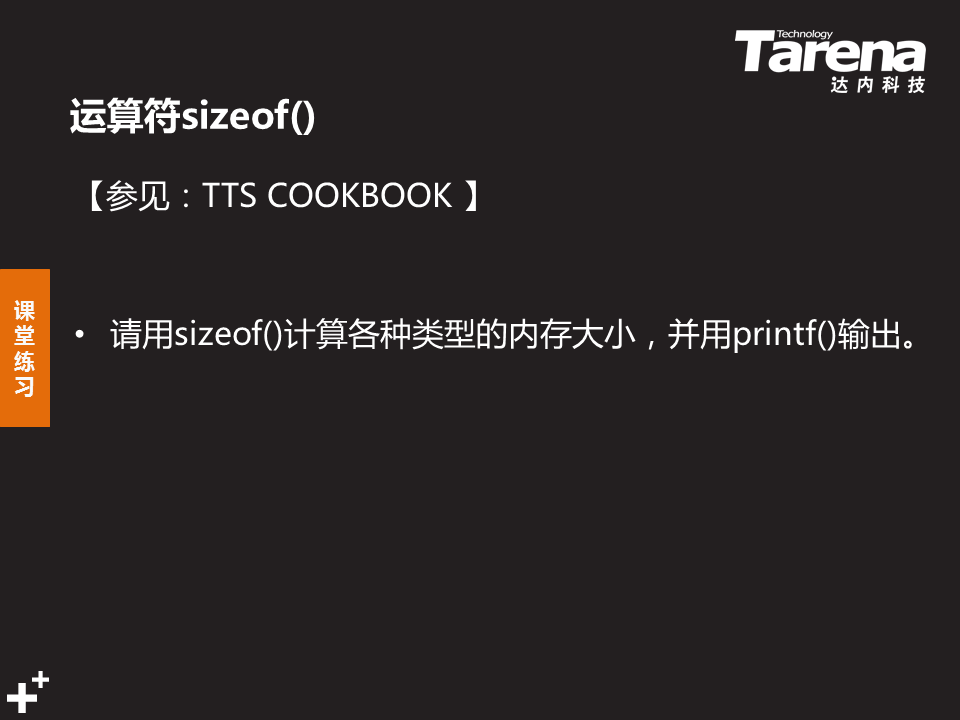 Technology
Tarena
达内科技
运算符sizeof()
【参见：TTS COOKBOOK 】
课
堂
练
习
• 请用sizeof()计算各种类型的内存大小，并用printf()输出。